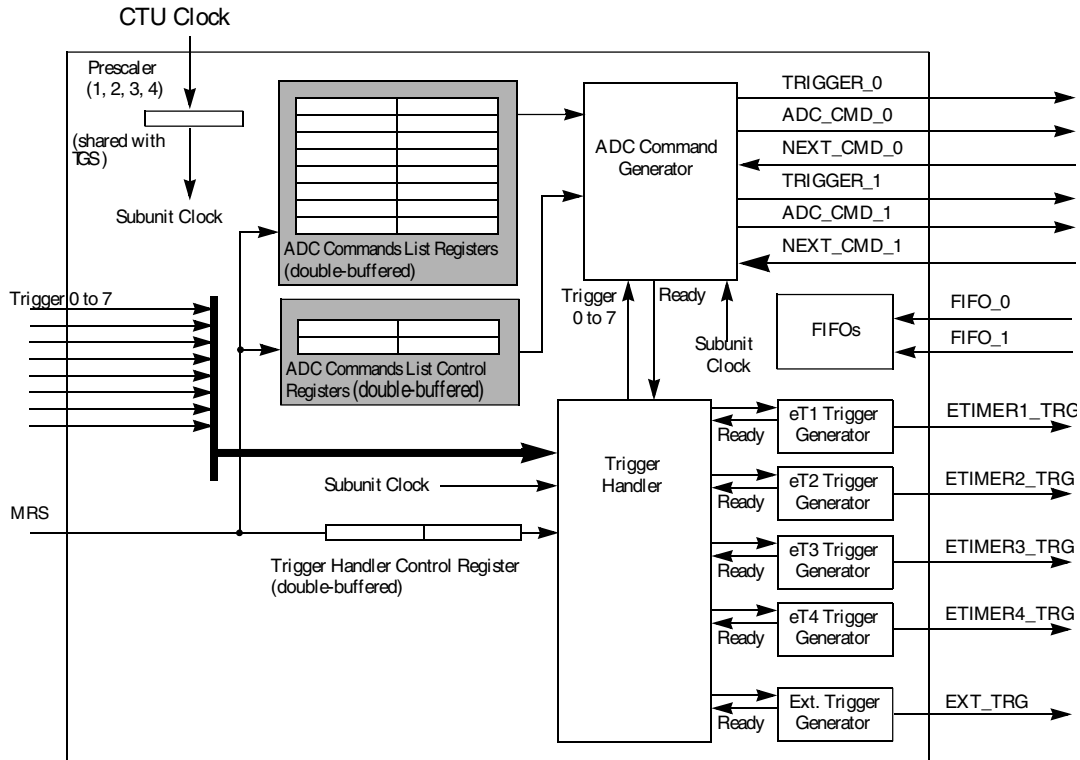 CTU Clock
Prescaler
(1, 2, 3, 4)
(shared with
TGS)
Subunit Clock
ADC Commands List Registers
(double-buffered)
ADC Command
Generator
TRIGGER_0
ADC_CMD_0
NEXT_CMD_0
TRIGGER_1
ADC_CMD_1
NEXT_CMD_1
Trigger 0 to 7
ADC Commands List Control
Registers (double-buffered)
Trigger
0 to 7
Ready
Subunit
Clock
FIFOs
FIFO_0
FIFO_1
Trigger
Handler
Subunit Clock
MRS
Trigger Handler Control Register
(double-buffered)
Ready
eT1 Trigger
Generator
ETIMER1_TRG
Ready
eT2 Trigger
Generator
ETIMER2_TRG
Ready
eT3 Trigger
Generator
ETIMER3_TRG
Ready
eT4 Trigger
Generator
ETIMER4_TRG
Ready
Ext. Trigger
Generator
EXT_TRG